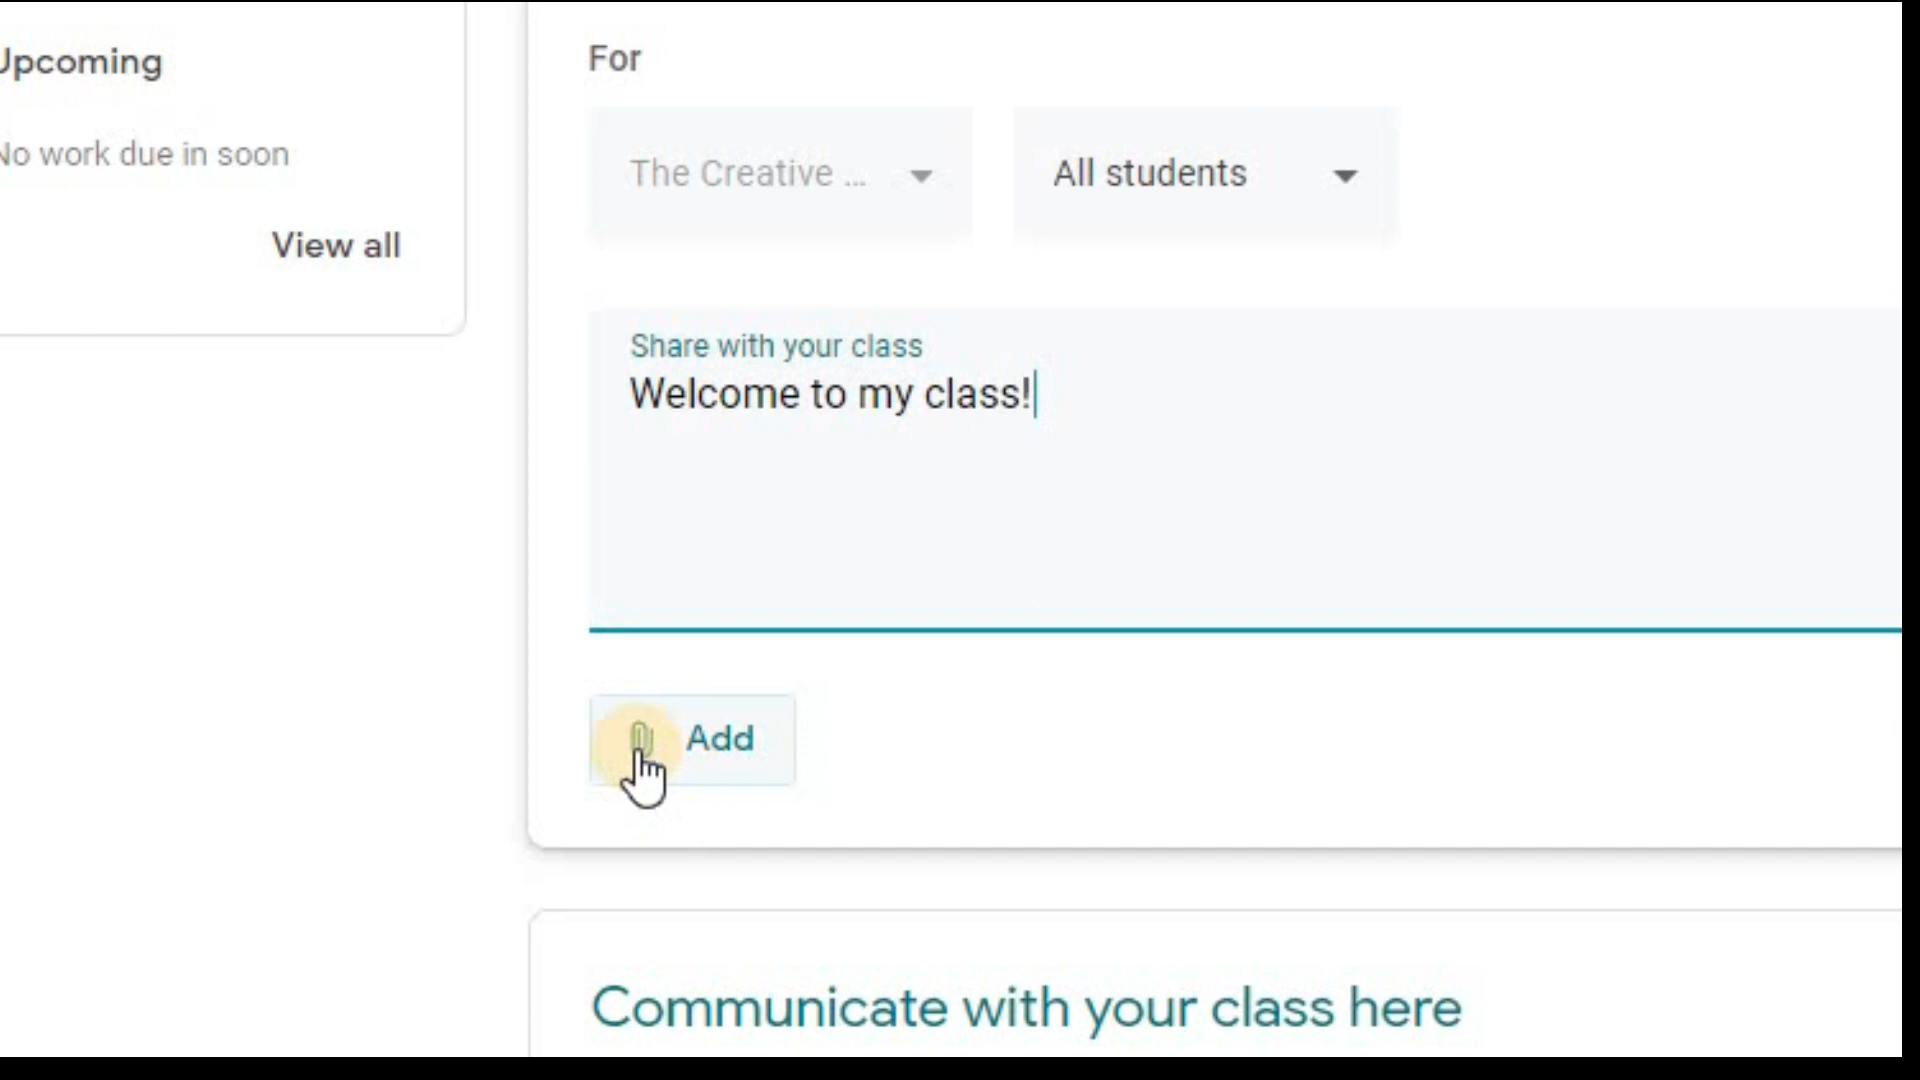 Upcoming
No work due in soon
View all
For
The Creative ...
All students
Share with your class
Welcome to my class!
Add
Communicate with your class here